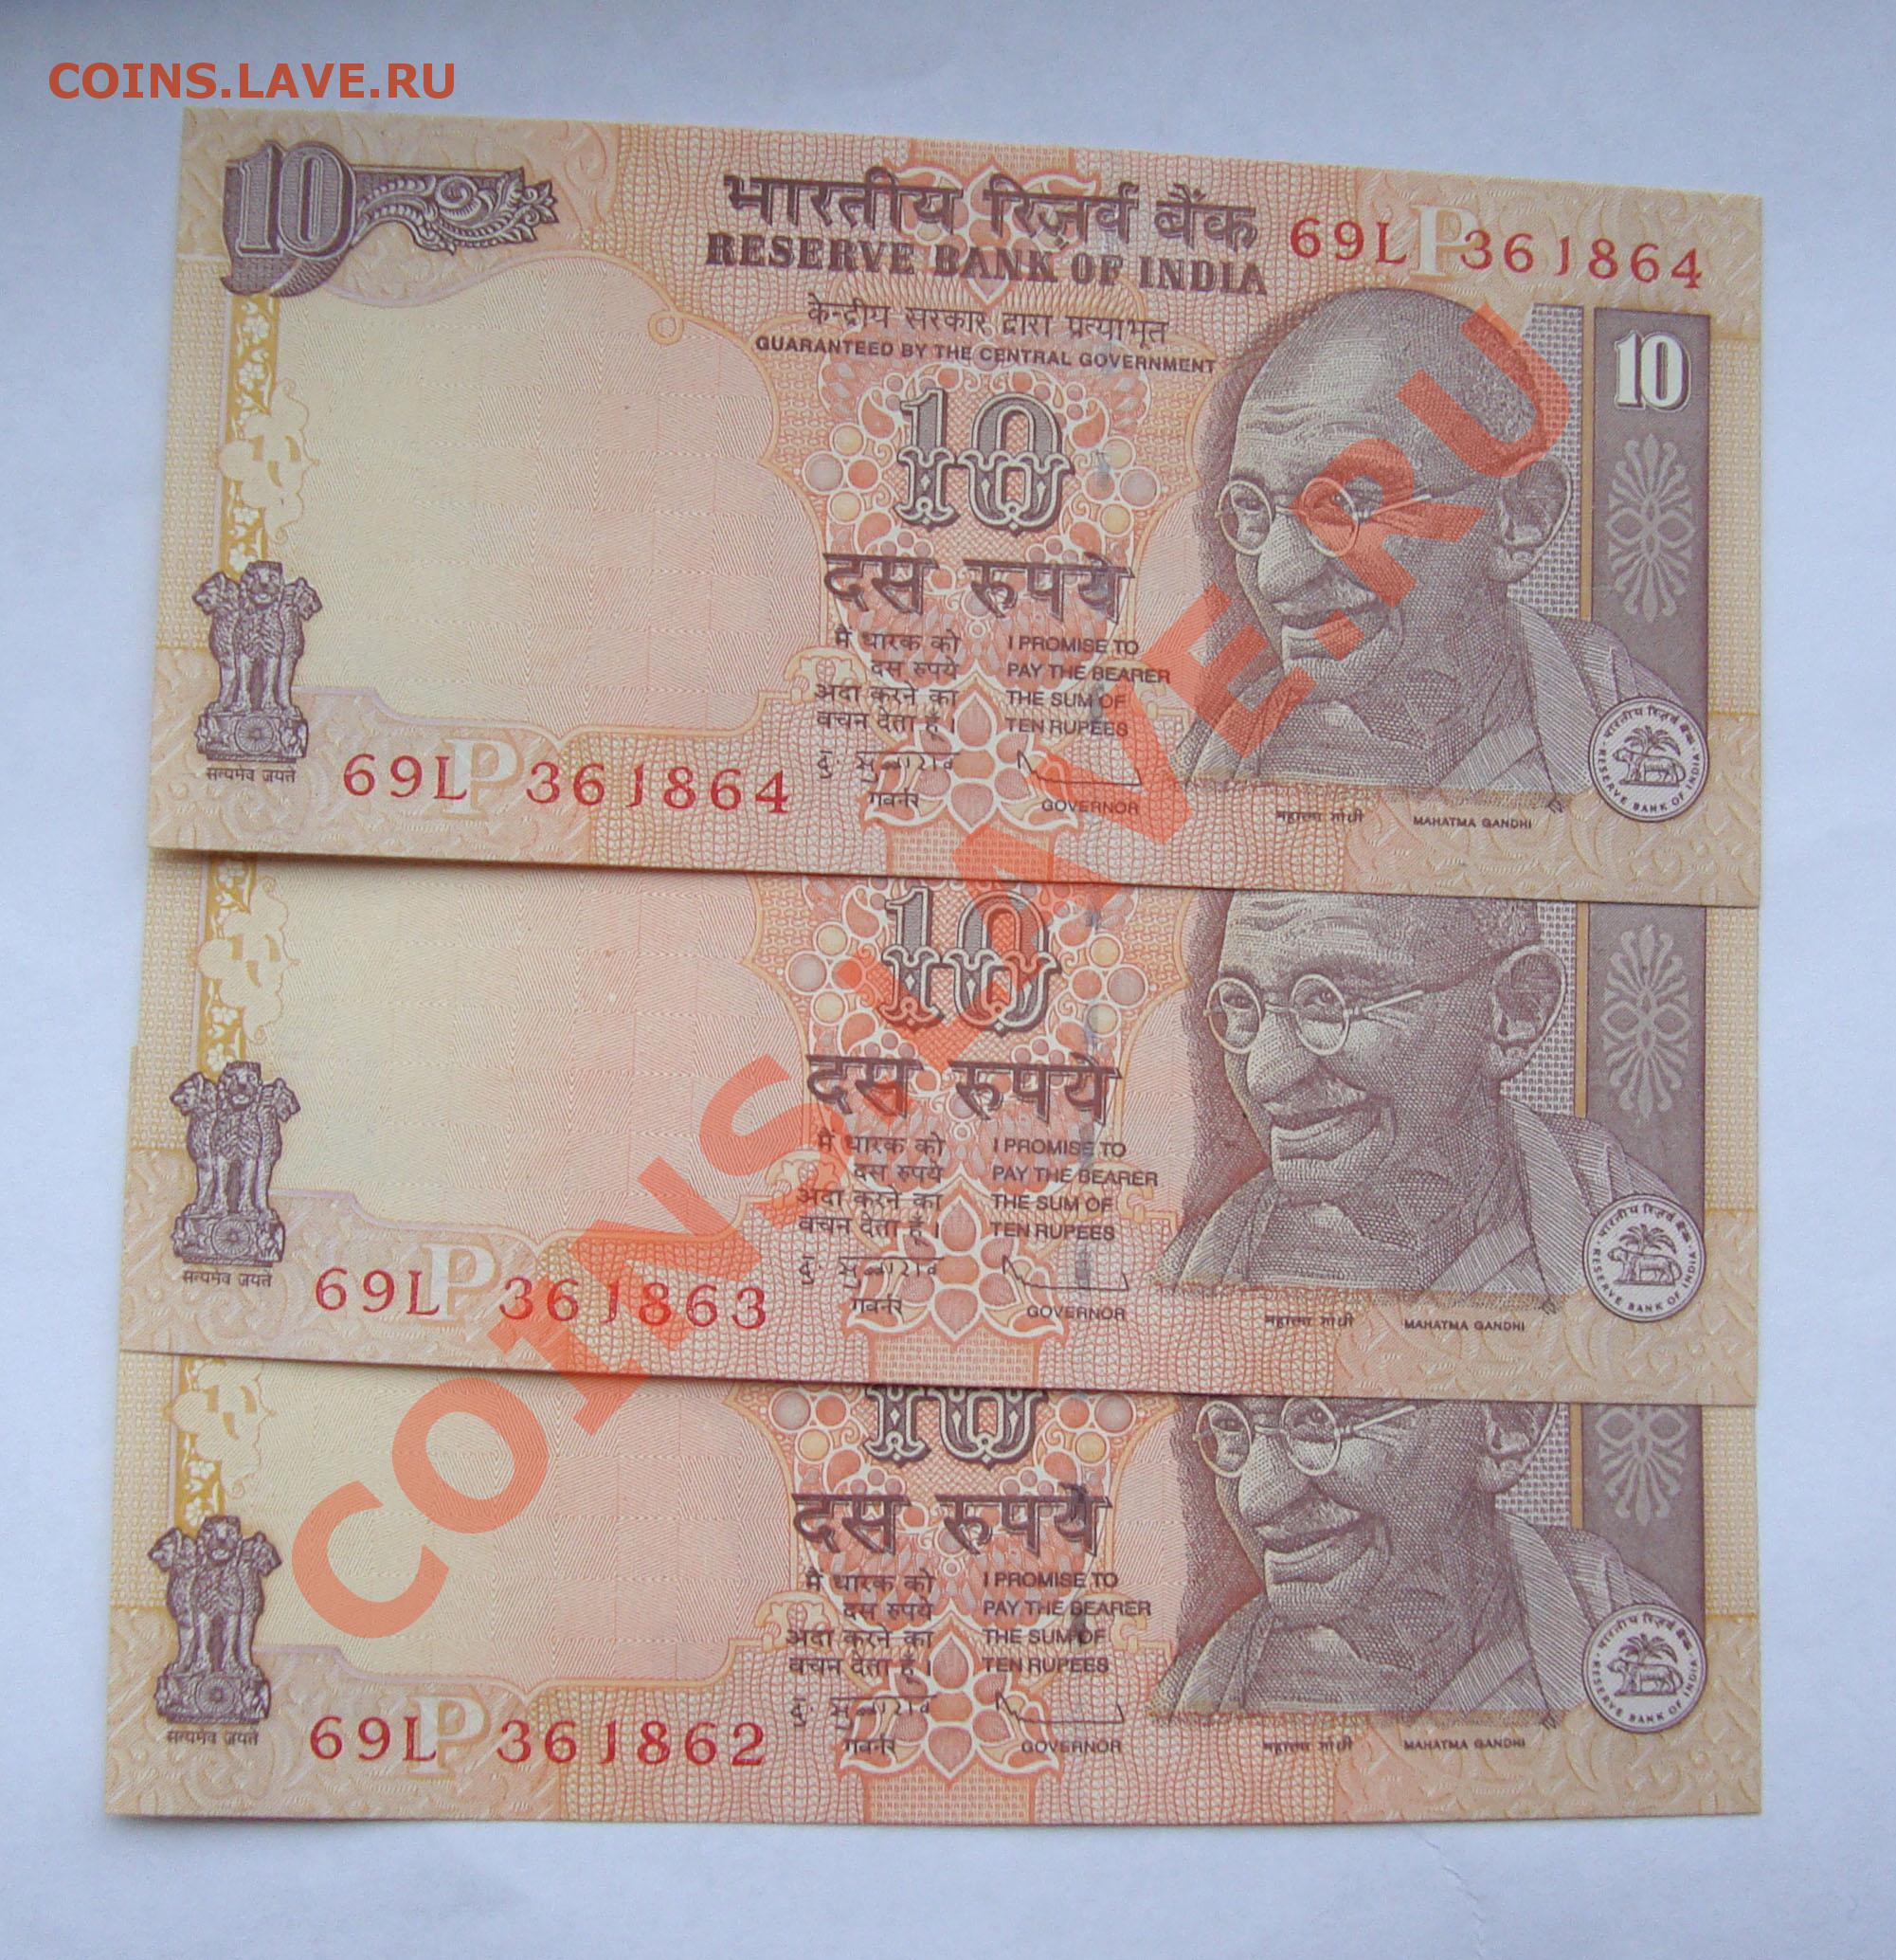 COINS.LAVE.RU
10
भारतीय रिज़र्व बैंक
RESERVE BANK OF INDIA
69L P 361864
केन्द्रीय सरकार द्वारा प्रत्याभूत
GUARANTEED BY THE CENTRAL GOVERNMENT
10
10
दस रुपये
मैं धारक को
दस रुपये
अदा करने का
वचन देता हूँ।
I PROMISE TO
PAY THE BEARER
THE SUM OF
TEN RUPEES
गवर्नर
GOVERNOR
सत्यमेव जयते
69L P 361864
महात्मा गांधी
MAHATMA GANDHI
भारतीय रिज़र्व बैंक
RESERVE BANK OF INDIA
10
दस रुपये
मैं धारक को
दस रुपये
अदा करने का
वचन देता हूँ।
I PROMISE TO
PAY THE BEARER
THE SUM OF
TEN RUPEES
गवर्नर
GOVERNOR
सत्यमेव जयते
69L P 361863
महात्मा गांधी
MAHATMA GANDHI
भारतीय रिज़र्व बैंक
RESERVE BANK OF INDIA
10
दस रुपये
मैं धारक को
दस रुपये
अदा करने का
वचन देता हूँ।
I PROMISE TO
PAY THE BEARER
THE SUM OF
TEN RUPEES
गवर्नर
GOVERNOR
सत्यमेव जयते
69L P 361862
महात्मा गांधी
MAHATMA GANDHI
भारतीय रिज़र्व बैंक
RESERVE BANK OF INDIA
COINS.LAVE.RU